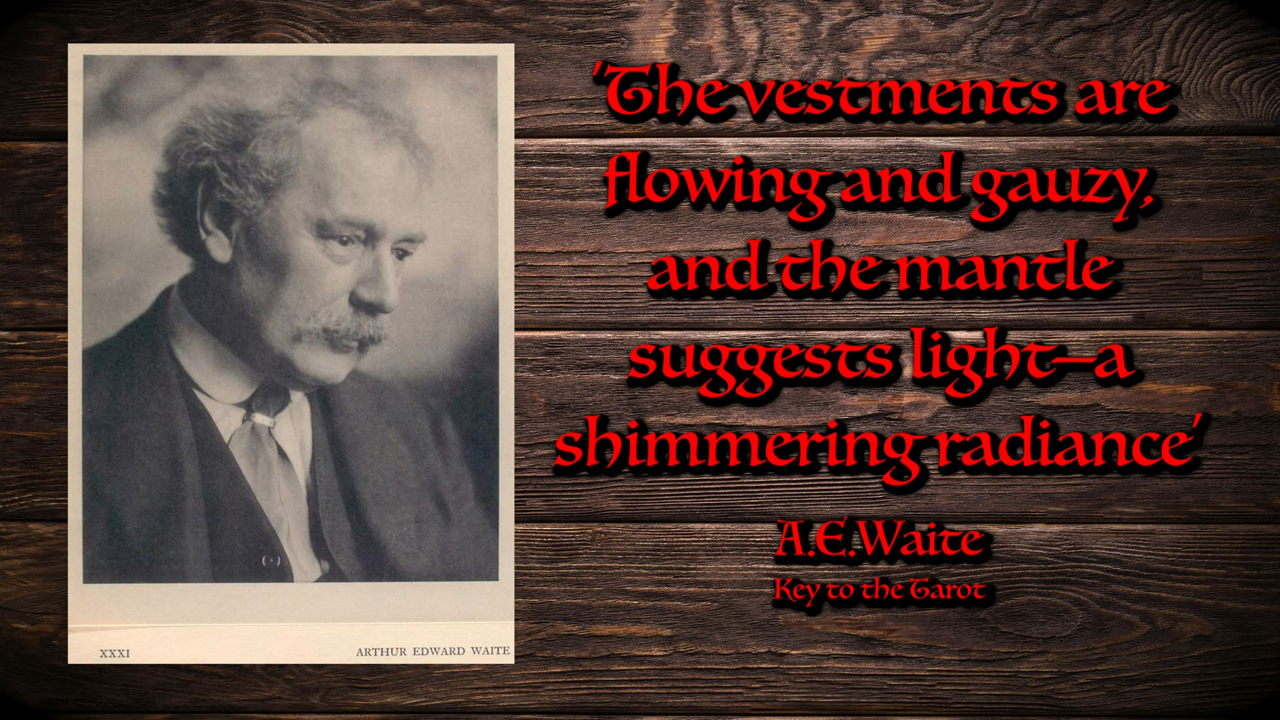 XXXI
ARTHUR EDWARD WAITE
'The vestments are
flowing and gauzy,
and the mantle
suggests light—a
shimmering radiance'
A.E.Waite
Key to the Tarot